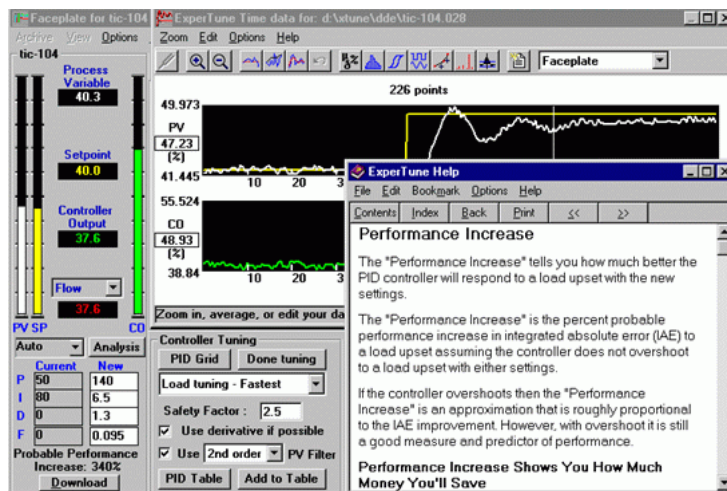 Faceplate for tic-104
Archive View Options
tic-104
Process
Variable
40.3
Setpoint
40.0
Controller
Output
37.6
Flow
37.6
PV SP CO
Auto Analysis
Current New
P 50 140
I 80 6.5
D 0 1.3
F 0 0.095
Probable Performance
Increase: 340%
Download
ExperTune Time data for: d:\xtune\dde\tic-104.028
Zoom Edit Options Help
Faceplate
226 points
49.973
PV
47.23
(%)
41.445
10 20 3
55.524
CO
48.93
(%)
38.84
10 20 3
Zoom in, average, or edit your da
Controller Tuning
PID Grid Done tuning
Load tuning - Fastest
Safety Factor : 2.5
Use derivative if possible
Use 2nd order PV Filter
PID Table Add to Table
ExperTune Help
File Edit Bookmark Options Help
Contents Index Back Print << >>
Performance Increase
The "Performance Increase" tells you how much better the
PID controller will respond to a load upset with the new
settings.
The "Performance Increase" is the percent probable
performance increase in integrated absolute error (IAE) to
a load upset assuming the controller does not overshoot
to a load upset with either settings.
If the controller overshoots then the "Performance
Increase" is an approximation that is roughly proportional
to the IAE improvement. However, with overshoot it is still
a good measure and predictor of performance.
Performance Increase Shows You How Much
Money You'll Save